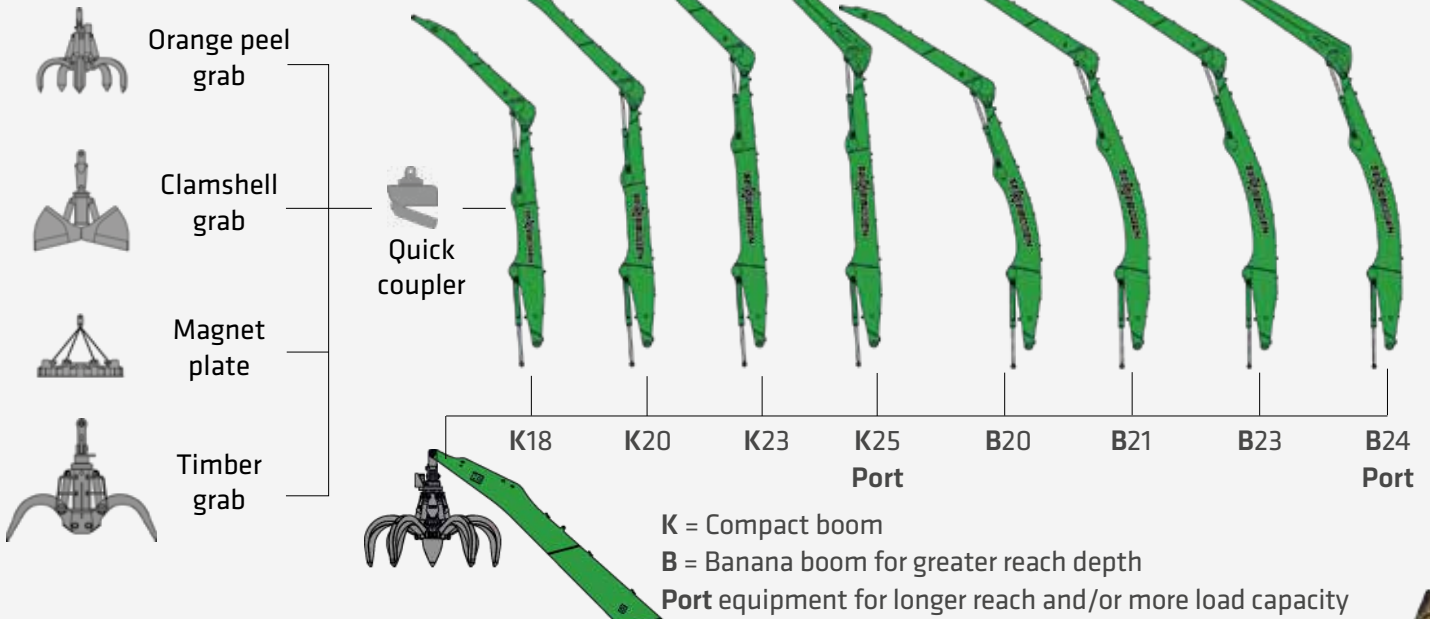 Orange peel
grab
Clamshell
grab
Quick
coupler
Magnet
plate
Timber
grab
K18
K20
K23
K25
Port
B20
B21
B23
B24
Port
K = Compact boom
B = Banana boom for greater reach depth
Port equipment for longer reach and/or more load capacity